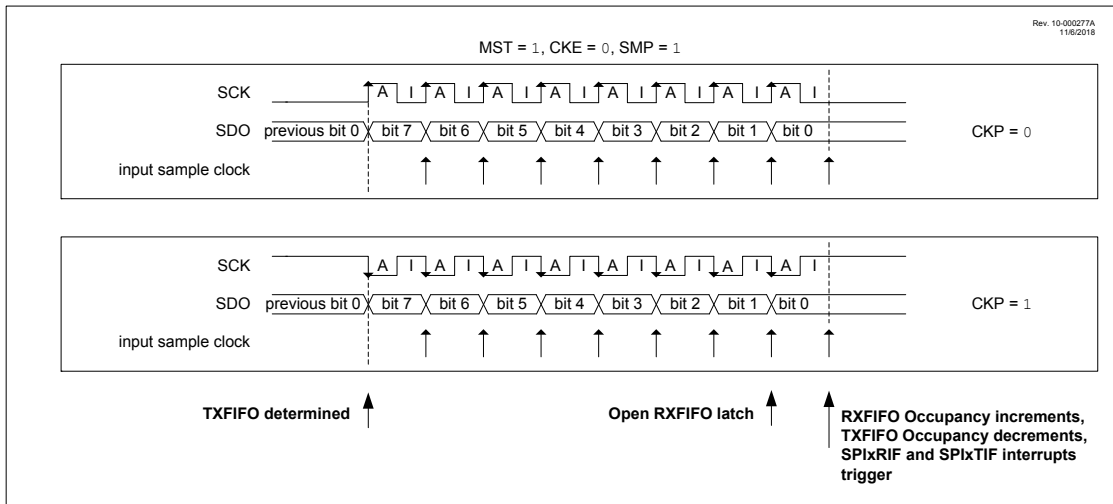 Rev. 10-000277A
11/6/2018
MST = 1, CKE = 0, SMP = 1
SCK A I A I A I A I A I A I A I A I
SDO previous bit 0 bit 7 bit 6 bit 5 bit 4 bit 3 bit 2 bit 1 bit 0 CKP = 0
input sample clock
SCK A I A I A I A I A I A I A I A I
SDO previous bit 0 bit 7 bit 6 bit 5 bit 4 bit 3 bit 2 bit 1 bit 0 CKP = 1
input sample clock
TXFIFO determined
Open RXFIFO latch
RXFIFO Occupancy increments,
TXFIFO Occupancy decrements,
SPIxRIF and SPIxTIF interrupts
trigger